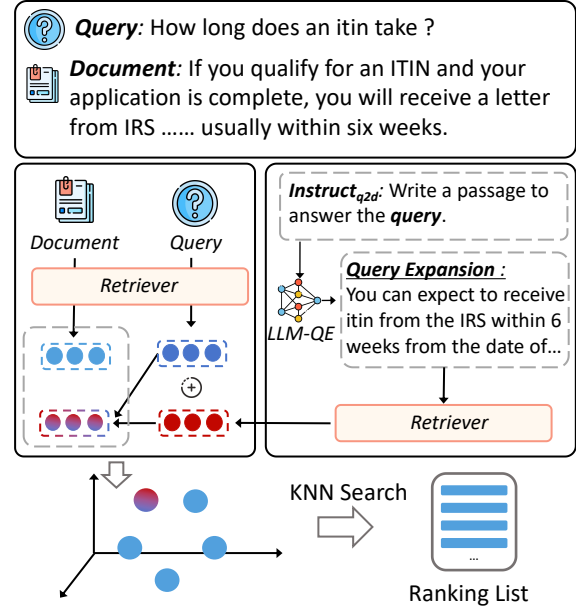 Query: How long does an itin take ?
Document: If you qualify for an ITIN and your
application is complete, you will receive a letter
from IRS …… usually within six weeks.
Document
Query
Retriever
Instruct_q2d: Write a passage to
answer the query.
LLM-QE
Query Expansion :
You can expect to receive
itin from the IRS within 6
weeks from the date of…
Retriever
KNN Search
...
Ranking List